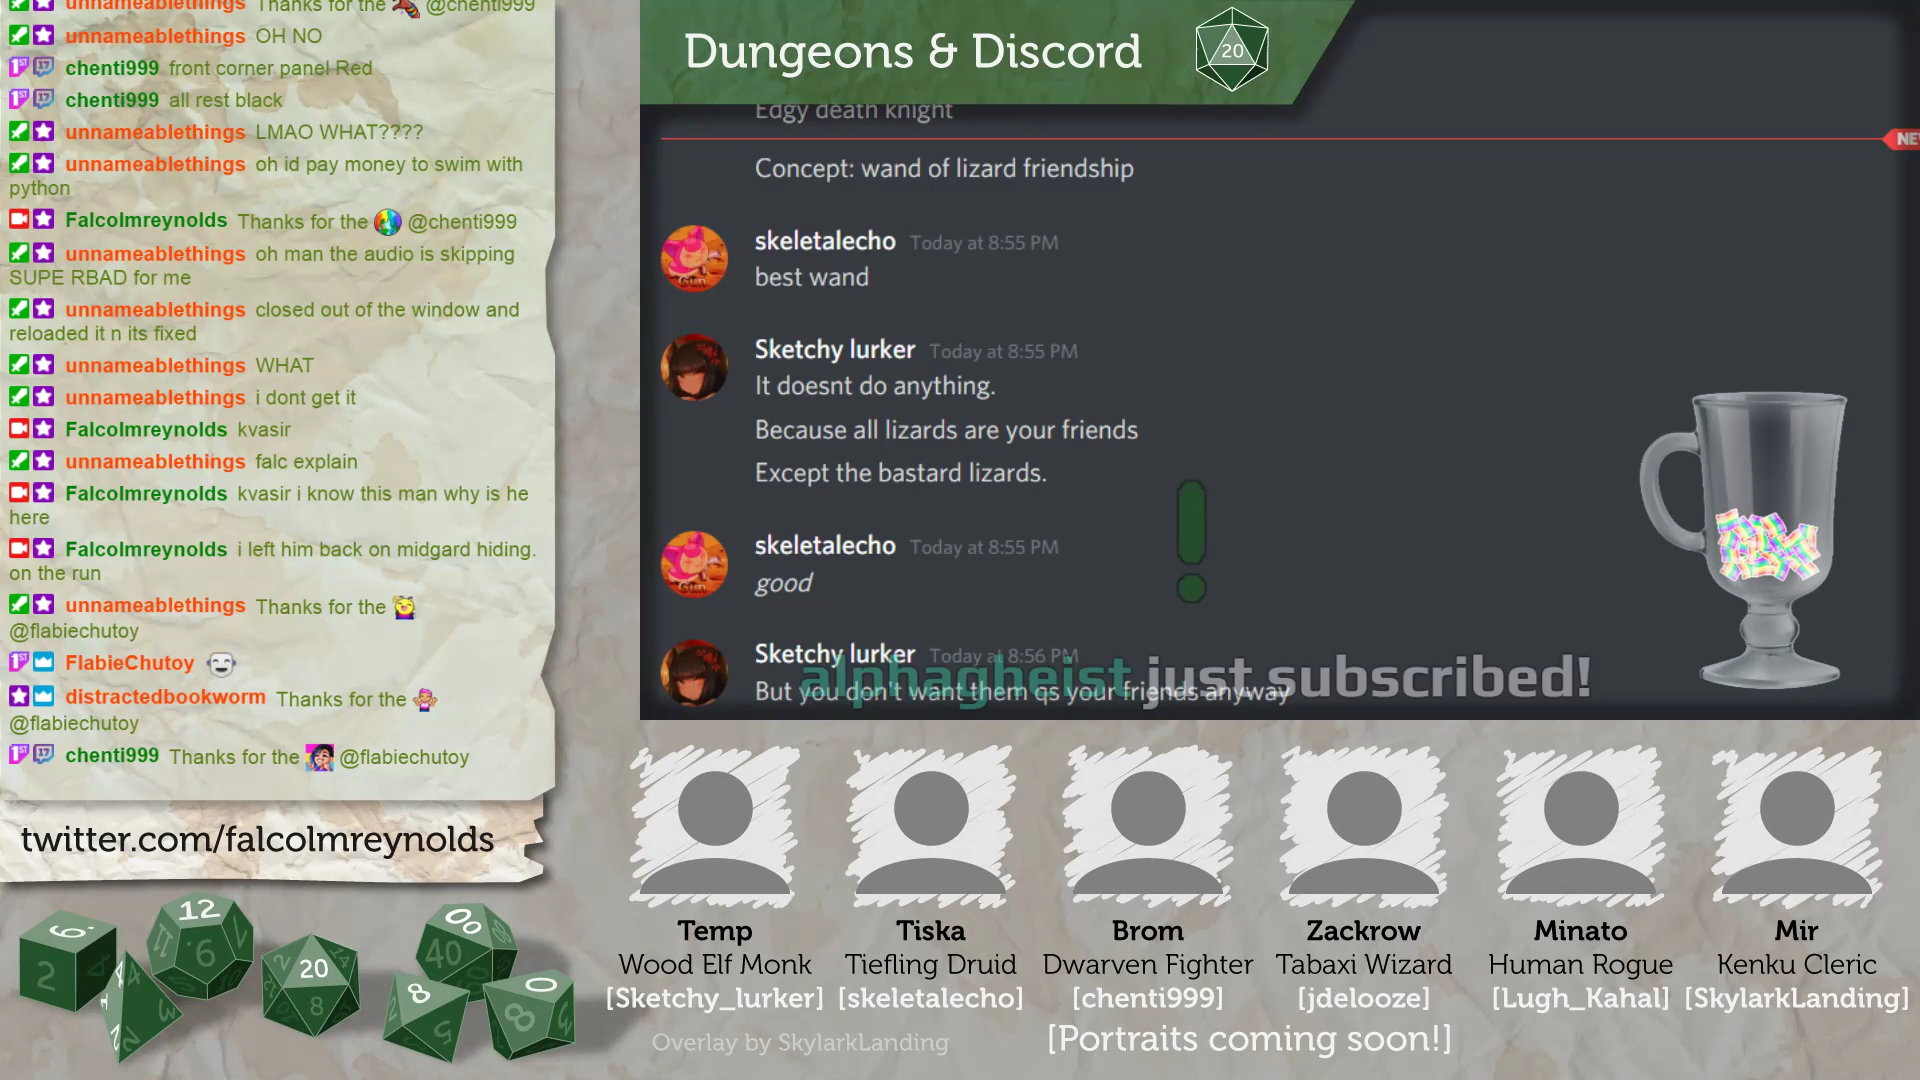 unnameablethings Thanks for the @chenti999
unnameablethings OH NO
chenti999 front corner panel Red
chenti999 all rest black
unnameablethings LMAO WHAT????
unnameablethings oh id pay money to swim with
python
Falcolmreynolds Thanks for the @chenti999
unnameablethings oh man the audio is skipping
SUPE RBAD for me
unnameablethings closed out of the window and
reloaded it n its fixed
unnameablethings WHAT
unnameablethings i dont get it
Falcolmreynolds kvasir
unnameablethings falc explain
Falcolmreynolds kvasir i know this man why is he
here
Falcolmreynolds i left him back on midgard hiding.
on the run
unnameablethings Thanks for the
@flabiechutoy
FlabieChutoy
distractedbookworm Thanks for the
@flabiechutoy
chenti999 Thanks for the @flabiechutoy
twitter.com/falcolmreynolds
Dungeons & Discord
20
Edgy death knight
NEW
Concept: wand of lizard friendship
skeletalecho Today at 8:55 PM
best wand
Sketchy lurker Today at 8:55 PM
It doesnt do anything.
Because all lizards are your friends
Except the bastard lizards.
skeletalecho Today at 8:55 PM
good
!
Sketchy lurker Today at 8:56 PM
alphagheist just subscribed!
But you don't want them qs your friends anyway
Temp
Wood Elf Monk
[Sketchy_lurker]
Tiska
Tiefling Druid
[skeletalecho]
Brom
Dwarven Fighter
[chenti999]
Zackrow
Tabaxi Wizard
[jdelooze]
Minato
Human Rogue
[Lugh_Kahal]
Mir
Kenku Cleric
[SkylarkLanding]
Overlay by SkylarkLanding
[Portraits coming soon!]